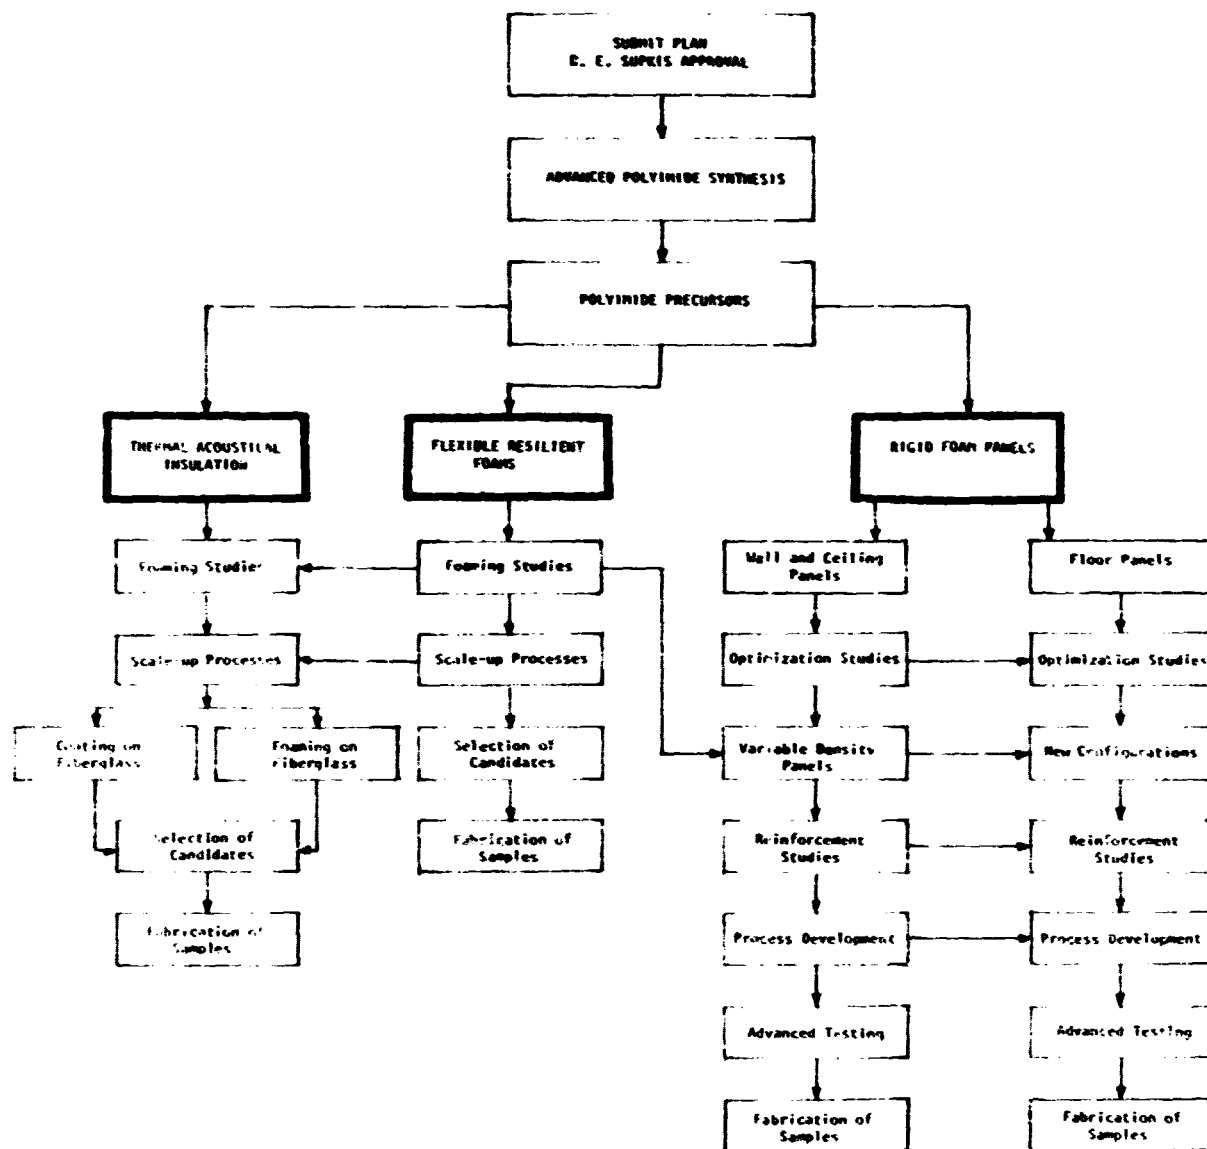 SUBMIT PLAN
D. E. SUPKIS APPROVAL
ADVANCED POLYIMIDE SYNTHESIS
POLYIMIDE PRECURSORS
THERMAL ACOUSTICAL
INSULATION
FLEXIBLE RESILIENT
FOAMS
RIGID FOAM PANELS
Foaming Studies
Foaming Studies
Wall and Ceiling
Panels
Floor Panels
Scale-up Processes
Scale-up Processes
Optimization Studies
Optimization Studies
Coating on
Fiberglass
Foaming on
Fiberglass
Selection of
Candidates
Variable Density
Panels
New Configurations
Selection of
Candidates
Fabrication of
Samples
Reinforcement
Studies
Reinforcement
Studies
Fabrication of
Samples
Process Development
Process Development
Advanced Testing
Advanced Testing
Fabrication of
Samples
Fabrication of
Samples